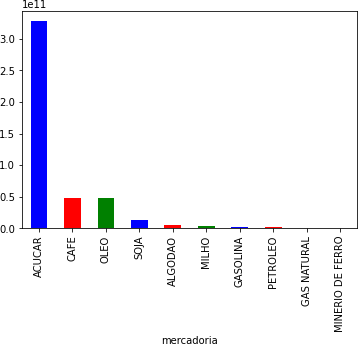 1e11
3.0
2.5
2.0
1.5
1.0
0.5
0.0
ACUCAR
CAFE
OLEO
SOJA
ALGODAO
MILHO
GASOLINA
PETROLEO
GAS NATURAL
MINERIO DE FERRO
mercadoria